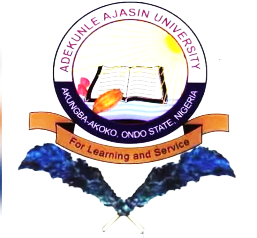 ADEKUNLE AJASIN UNIVERSITY
AKUNGBA-AKOKO, ONDO STATE, NIGERIA
For Learning and Service